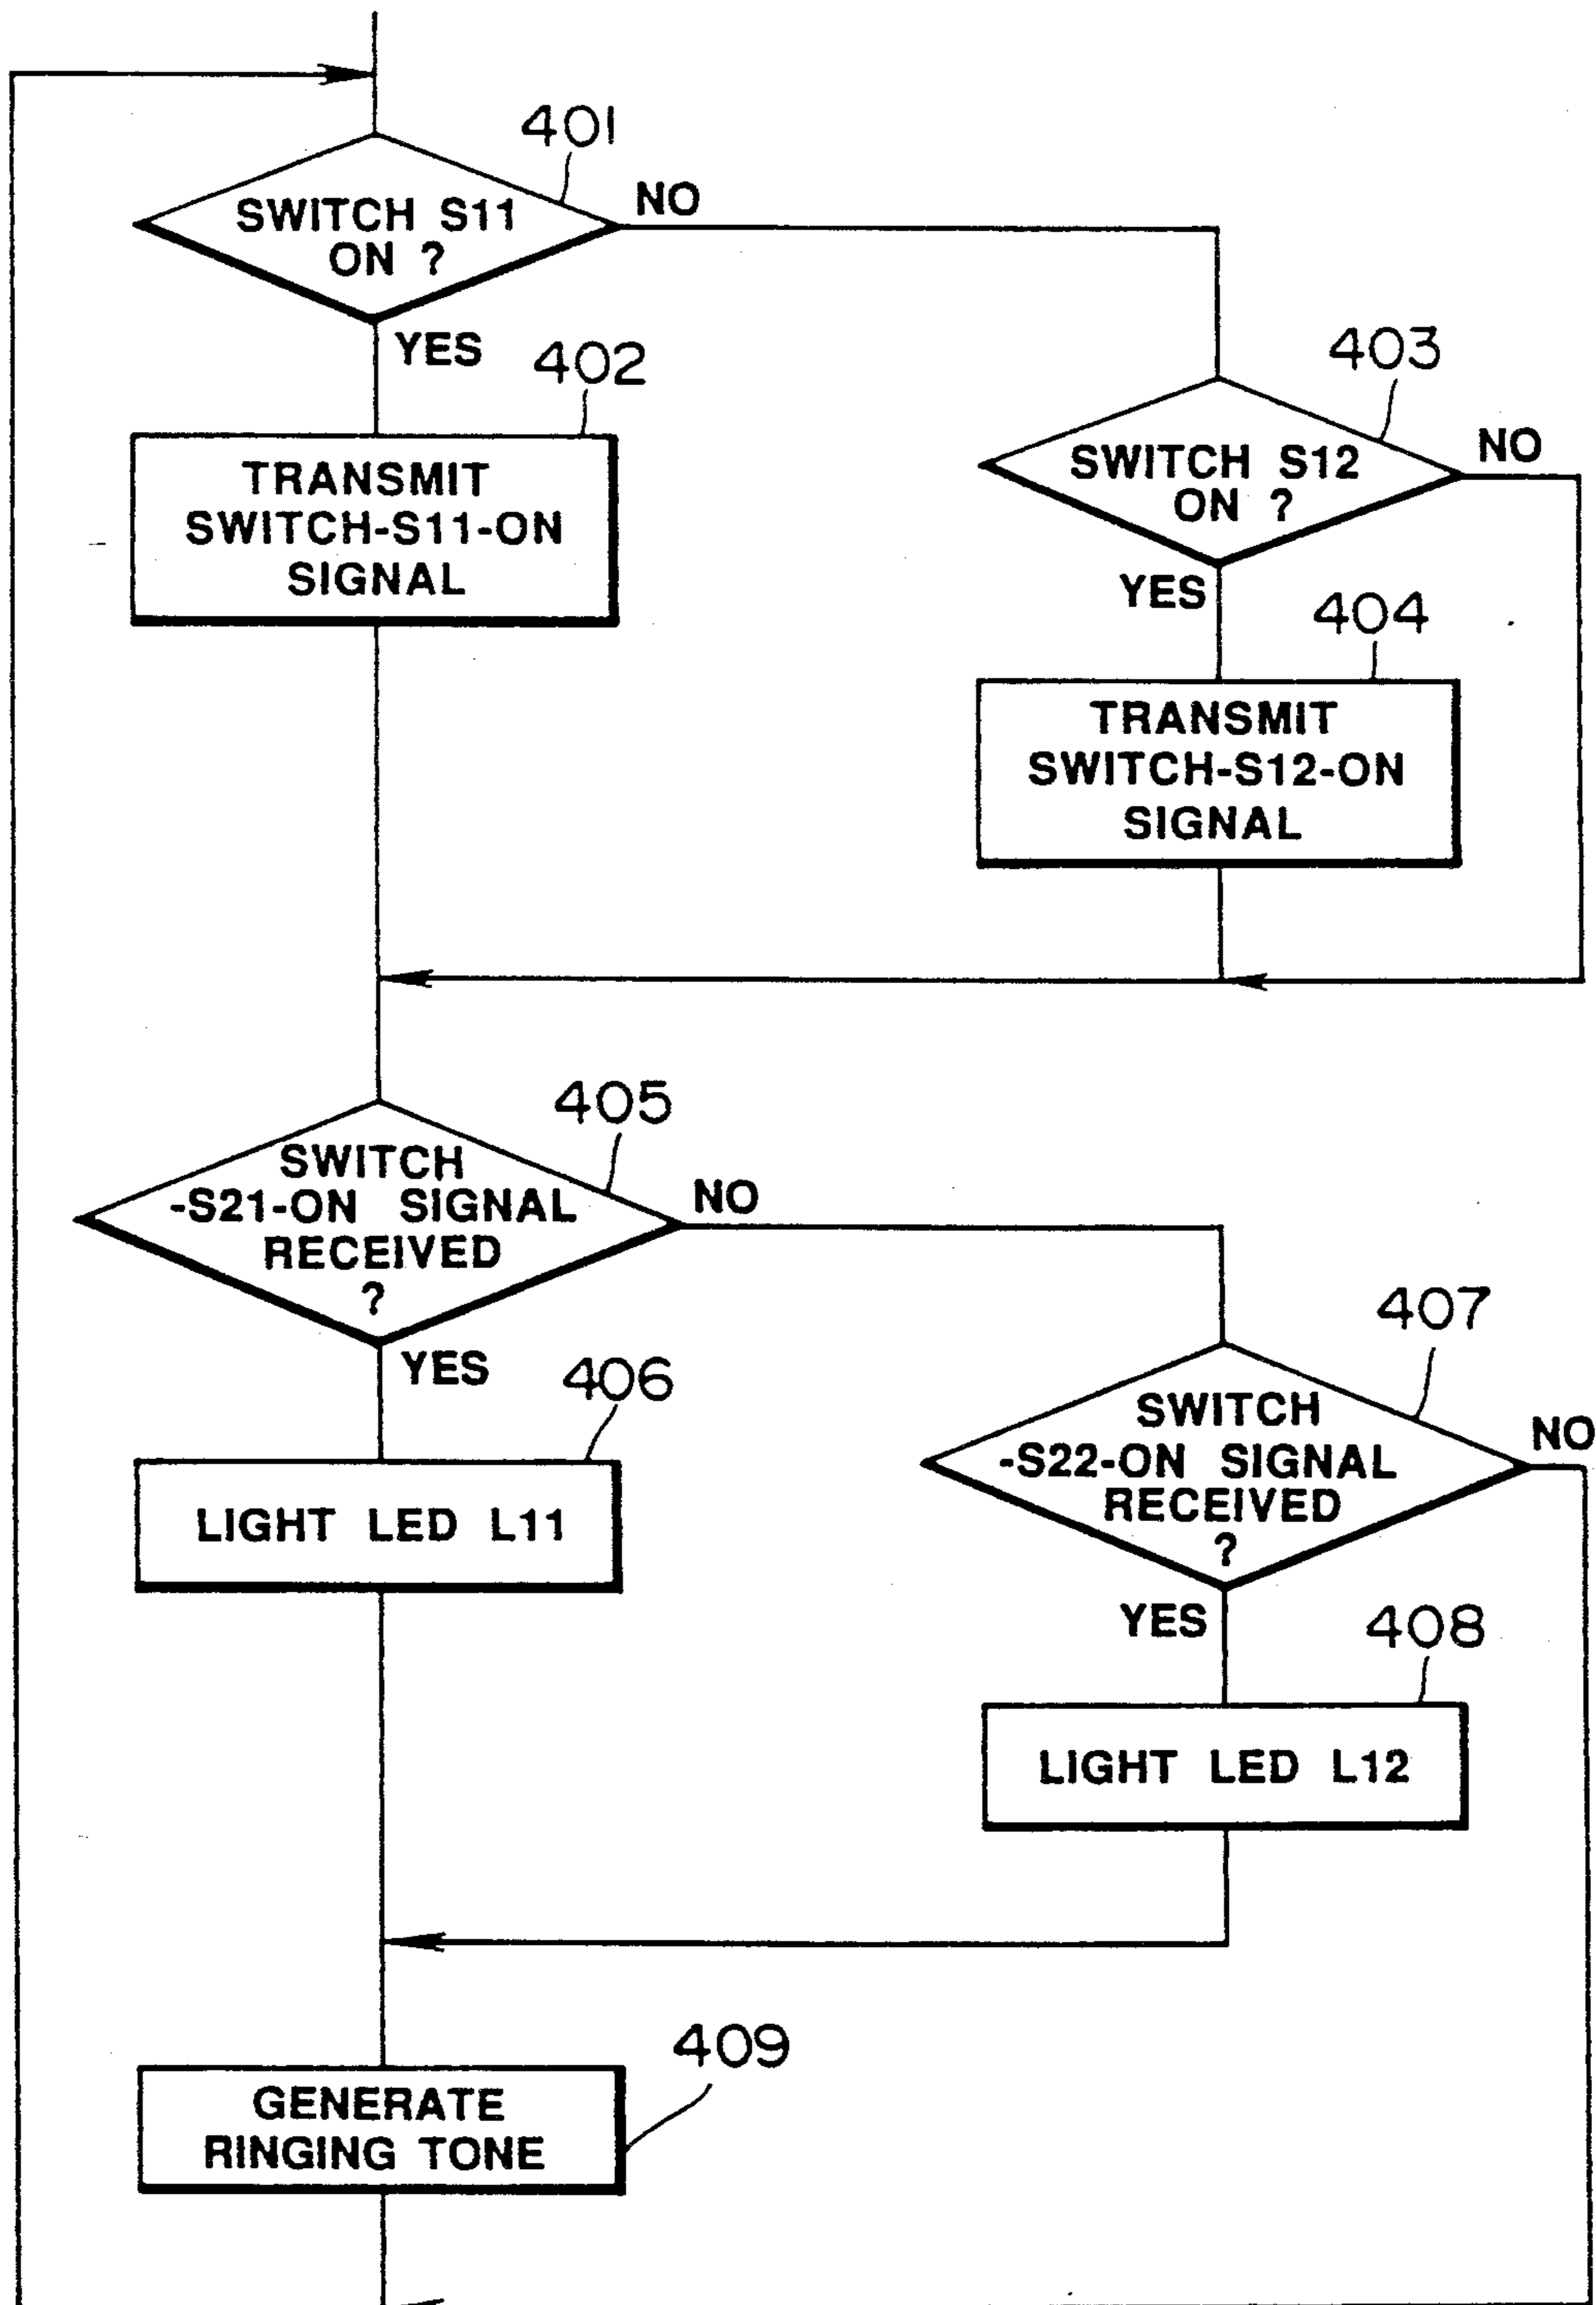 401
SWITCH S11
ON ?
NO
YES
402
TRANSMIT
SWITCH-S11-ON
SIGNAL
403
SWITCH S12
ON ?
NO
YES
404
TRANSMIT
SWITCH-S12-ON
SIGNAL
405
SWITCH
-S21-ON SIGNAL
RECEIVED
?
NO
YES
406
LIGHT LED L11
407
SWITCH
-S22-ON SIGNAL
RECEIVED
?
NO
YES
408
LIGHT LED L12
409
GENERATE
RINGING TONE